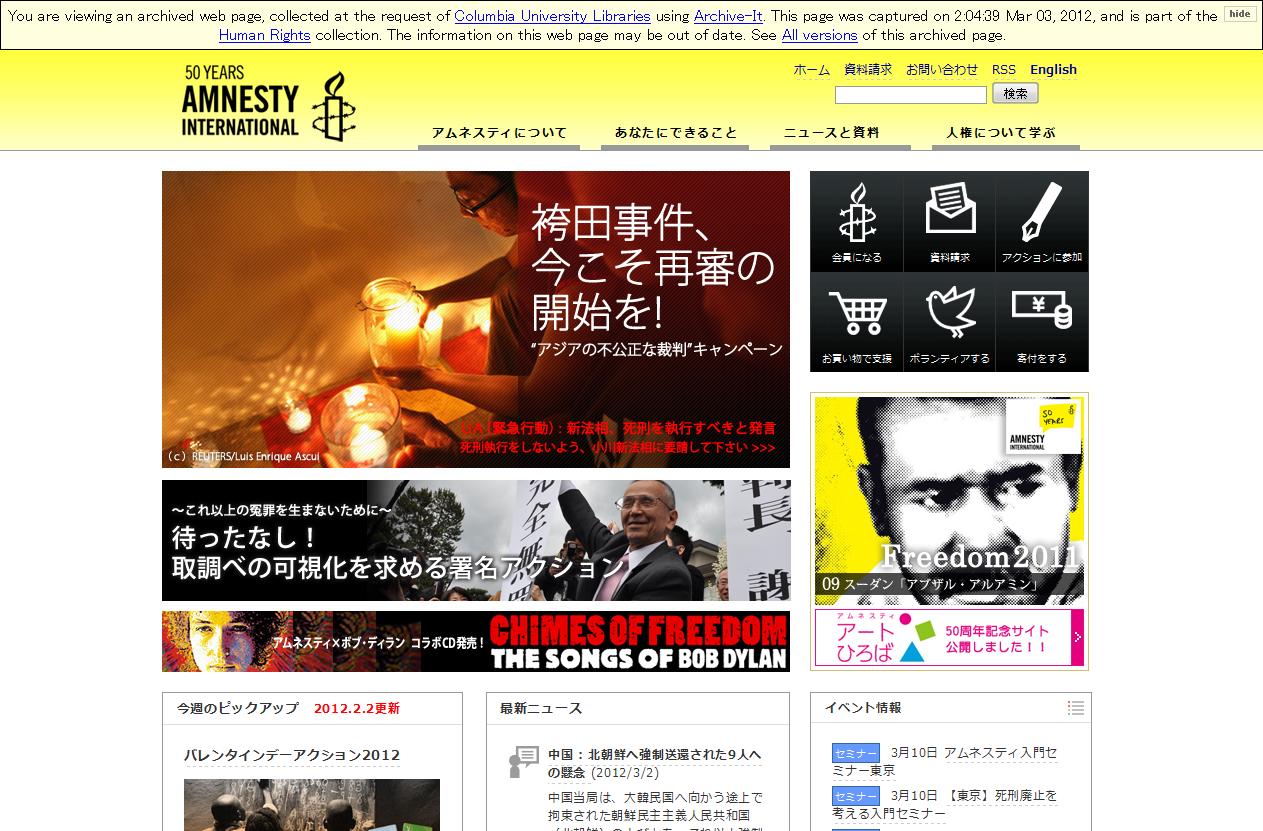 You are viewing an archived web page, collected at the request of Columbia University Libraries using Archive-It. This page was captured on 2:04:39 Mar 03, 2012, and is part of the
hide
Human Rights collection. The information on this web page may be out of date. See All versions of this archived page.
50 YEARS
AMNESTY
INTERNATIONAL
ホーム 資料請求 お問い合わせ RSS English
検索
アムネスティについて あなたにできること ニュースと資料 人権について学ぶ
袴田事件、
今こそ再審の
開始を!
“アジアの不公正な裁判”キャンペーン
UA(緊急行動):新法相、死刑を執行すべきと発言
死刑執行をしないよう、小川新法相に要請して下さい >>>
(c) REUTERS/Luis Enrique Ascui
会員になる 資料請求 アクションに参加
お買い物で支援 ボランティアする 寄付をする
〜これ以上の冤罪を生まないために〜
待ったなし!
取調べの可視化を求める署名アクション
アムネスティ×ボブ・ディラン コラボCD発売!
CHIMES OF FREEDOM
THE SONGS OF BOB DYLAN
50 YEARS
AMNESTY
INTERNATIONAL
Freedom2011
09 スーダン「アブザル・アルアミン」
アムネスティ
アート
ひろば
50周年記念サイト
公開しました!!
今週のピックアップ 2012.2.2更新
バレンタインデーアクション2012
最新ニュース
中国 : 北朝鮮へ強制送還された9人へ
の懸念 (2012/3/2)
中国当局は、大韓民国へ向かう途上で
拘束された朝鮮民主主義人民共和国
イベント情報
セミナー 3月10日 アムネスティ入門セ
ミナー東京
セミナー 3月10日 【東京】死刑廃止を
考える入門セミナー